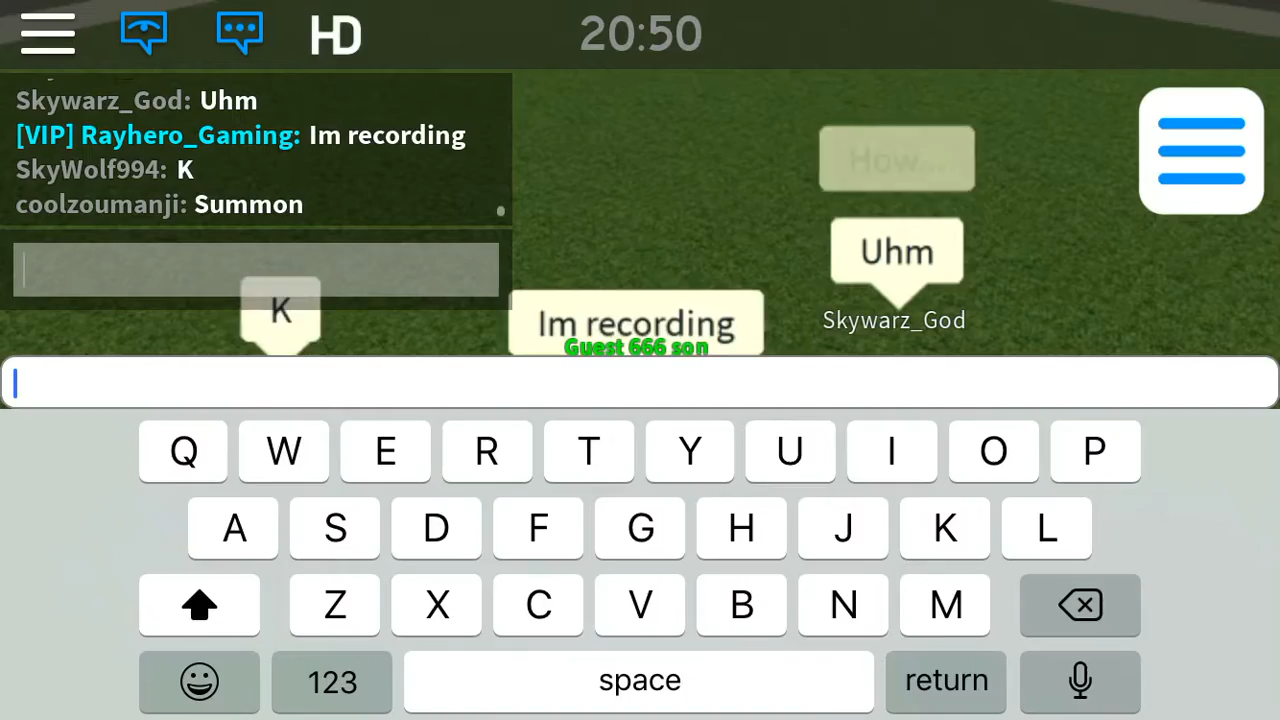 HD
20:50
Skywarz_God: Uhm
[VIP] Rayhero_Gaming: Im recording
SkyWolf994: K
coolzoumanji: Summon
How...
Uhm
Skywarz_God
K
Im recording
Guest 666 son
Q W E R T Y U I O P
A S D F G H J K L
Z X C V B N M
123 space return